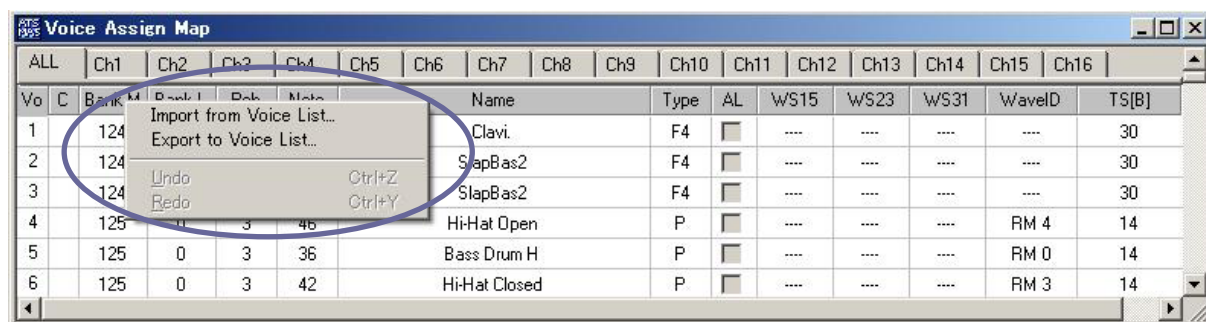 ATS Voice Assign Map
ALL Ch1 Ch2 Ch3 Ch4 Ch5 Ch6 Ch7 Ch8 Ch9 Ch10 Ch11 Ch12 Ch13 Ch14 Ch15 Ch16
Vo C Bank M Bank L Name Type AL WS15 WS23 WS31 WaveID TS[B]
Import from Voice List...
Export to Voice List...
Undo Ctrl+Z
Redo Ctrl+Y
1 124 Clavi. F4 ---- ---- ---- ---- 30
2 124 SlapBas2 F4 ---- ---- ---- ---- 30
3 124 SlapBas2 F4 ---- ---- ---- ---- 30
4 125 0 3 46 Hi-Hat Open P ---- ---- ---- RM 4 14
5 125 0 3 36 Bass Drum H P ---- ---- ---- RM 0 14
6 125 0 3 42 Hi-Hat Closed P ---- ---- ---- RM 3 14